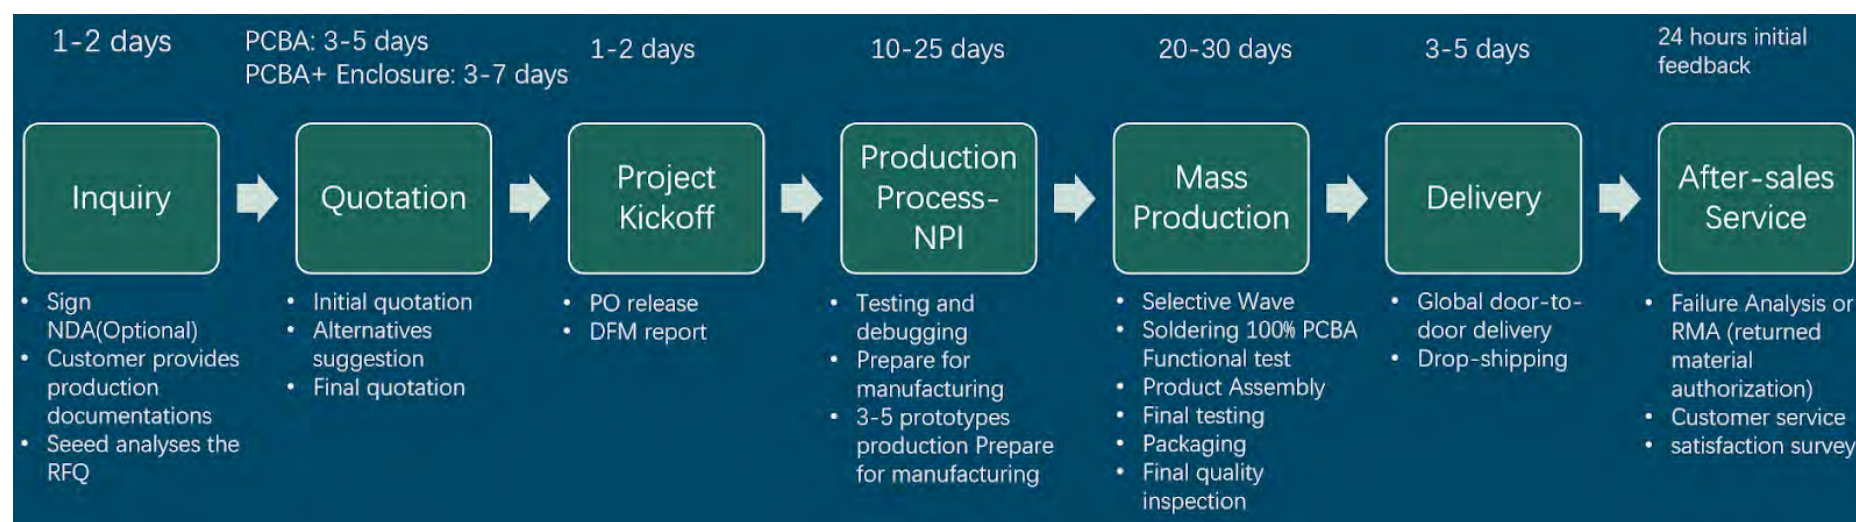 1-2 days
PCBA: 3-5 days
PCBA+ Enclosure: 3-7 days
1-2 days
10-25 days
20-30 days
3-5 days
24 hours initial
feedback
Inquiry
Quotation
Project
Kickoff
Production
Process-
NPI
Mass
Production
Delivery
After-sales
Service
• Sign
NDA(Optional)
• Customer provides
production
documentations
• Seeed analyses the
RFQ
• Initial quotation
• Alternatives
suggestion
• Final quotation
• PO release
• DFM report
• Testing and
debugging
• Prepare for
manufacturing
• 3-5 prototypes
production Prepare
for manufacturing
• Selective Wave
• Soldering 100% PCBA
Functional test
• Product Assembly
• Final testing
• Packaging
• Final quality
inspection
• Global door-to-
door delivery
• Drop-shipping
• Failure Analysis or
RMA (returned
material
authorization)
• Customer service
• satisfaction survey